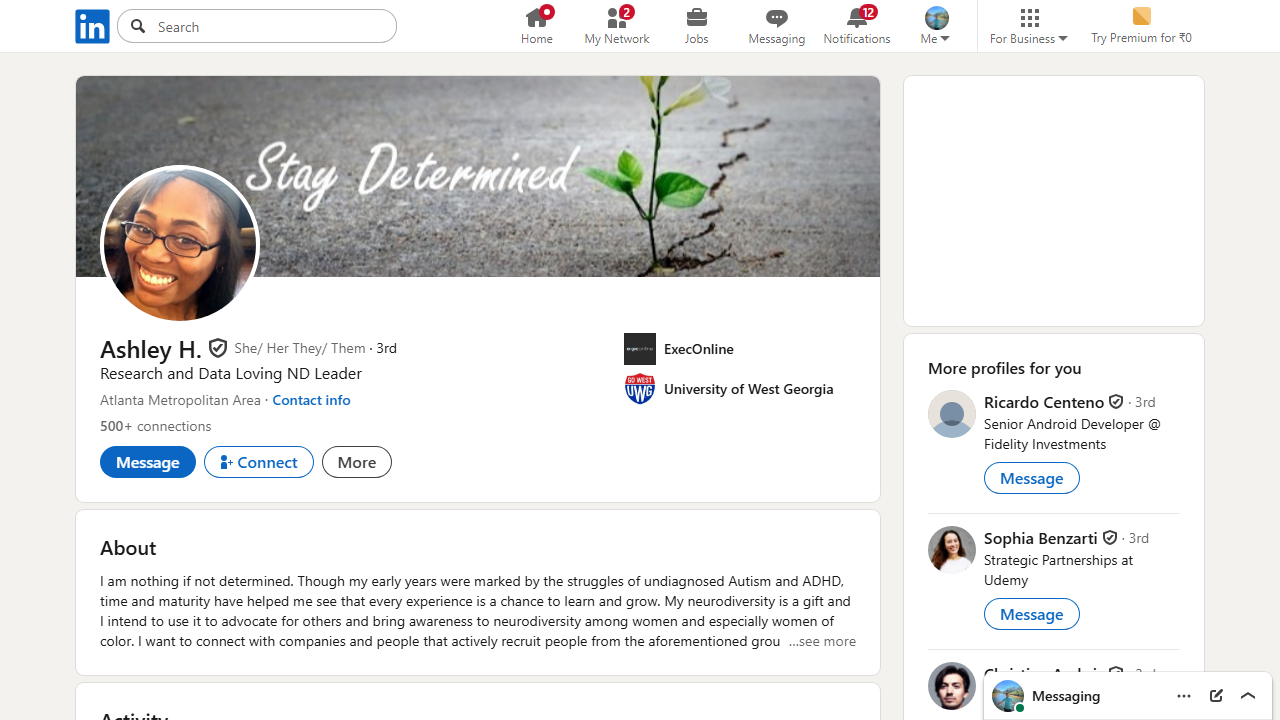 in
Search
Home
2
My Network
Jobs
Messaging
12
Notifications
Me
For Business
Try Premium for ₹0
Stay Determined
Ashley H. She/ Her They/ Them · 3rd
Research and Data Loving ND Leader
Atlanta Metropolitan Area · Contact info
500+ connections
Message
Connect
More
execonline
ExecOnline
GO WEST
UWG
University of West Georgia
About
I am nothing if not determined. Though my early years were marked by the struggles of undiagnosed Autism and ADHD,
time and maturity have helped me see that every experience is a chance to learn and grow. My neurodiversity is a gift and
I intend to use it to advocate for others and bring awareness to neurodiversity among women and especially women of
color. I want to connect with companies and people that actively recruit people from the aforementioned grou …see more
Activity
More profiles for you
Ricardo Centeno · 3rd
Senior Android Developer @
Fidelity Investments
Message
Sophia Benzarti · 3rd
Strategic Partnerships at
Udemy
Message
Messaging